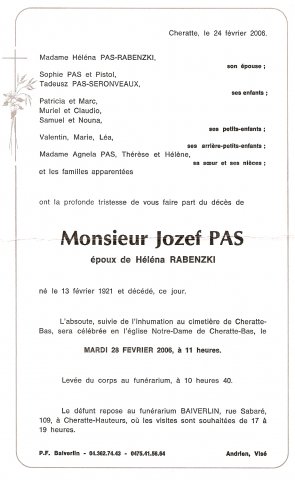 Cheratte, le 24 février 2006.
Madame Héléna PAS-RABENZKI,
son épouse ;
Sophie PAS et Pistol,
Tadeusz PAS-SERONVEAUX,
ses enfants ;
Patricia et Marc,
Muriel et Claudio,
Samuel et Nouna,
ses petits-enfants ;
Valentin, Marie, Léa,
ses arrière-petits-enfants ;
Madame Agnela PAS, Thérèse et Hélène,
sa sœur et ses nièces ;
et les familles apparentées
ont la profonde tristesse de vous faire part du décès de
Monsieur Jozef PAS
époux de Héléna RABENZKI
né le 13 février 1921 et décédé, ce jour.
L'absoute, suivie de l'inhumation au cimetière de Cheratte-
Bas, sera célébrée en l'église Notre-Dame de Cheratte-Bas, le
MARDI 28 FEVRIER 2006, à 11 heures.
Levée du corps au funérarium, à 10 heures 40.
Le défunt repose au funérarium BAIVERLIN, rue Sabaré,
109, à Cheratte-Hauteurs, où les visites sont souhaitées de 17 à
19 heures.
P.F. Baiverlin - 04.362.74.43 - 0475.41.56.64
Andrien, Visé